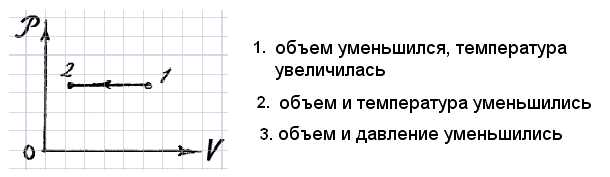 P
2
1
0
V
1. объем уменьшился, температура
увеличилась
2. объем и температура уменьшились
3. объем и давление уменьшились